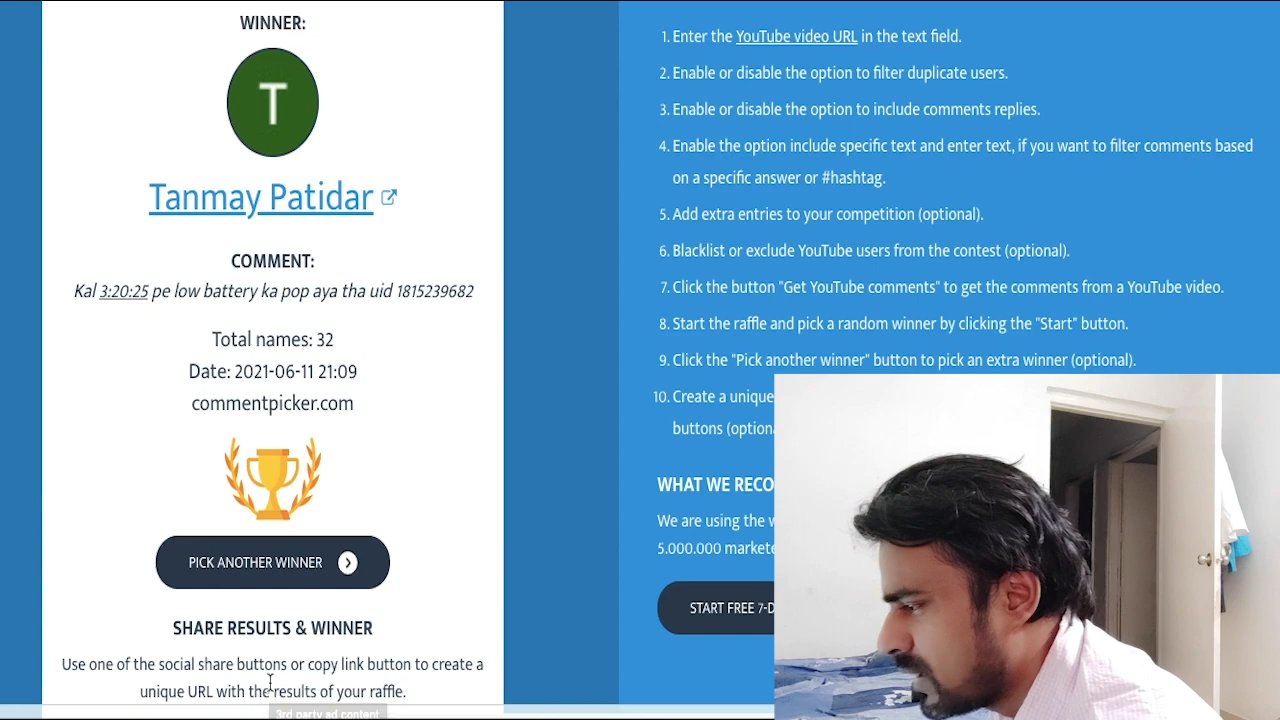 WINNER:
T
Tanmay Patidar
COMMENT:
Kal 3:20:25 pe low battery ka pop aya tha uid 1815239682
Total names: 32
Date: 2021-06-11 21:09
commentpicker.com
PICK ANOTHER WINNER
SHARE RESULTS & WINNER
Use one of the social share buttons or copy link button to create a
unique URL with the results of your raffle.
3rd party ad content
1. Enter the YouTube video URL in the text field.
2. Enable or disable the option to filter duplicate users.
3. Enable or disable the option to include comments replies.
4. Enable the option include specific text and enter text, if you want to filter comments based
on a specific answer or #hashtag.
5. Add extra entries to your competition (optional).
6. Blacklist or exclude YouTube users from the contest (optional).
7. Click the button "Get YouTube comments" to get the comments from a YouTube video.
8. Start the raffle and pick a random winner by clicking the "Start" button.
9. Click the "Pick another winner" button to pick an extra winner (optional).
10. Create a unique
buttons
WHAT WE
We are using the
5.000.000
START FREE